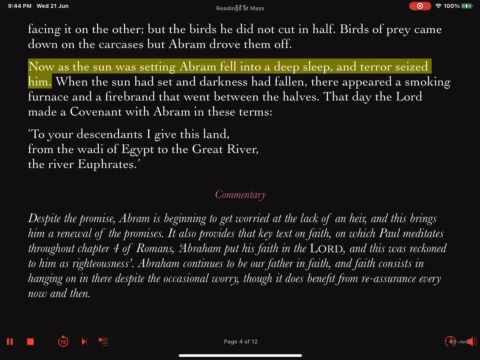 9:44 PM Wed 21 Jun
Readings at Mass
100%
facing it on the other; but the birds he did not cut in half. Birds of prey came
down on the carcases but Abram drove them off.
Now as the sun was setting Abram fell into a deep sleep, and terror seized
him. When the sun had set and darkness had fallen, there appeared a smoking
furnace and a firebrand that went between the halves. That day the Lord
made a Covenant with Abram in these terms:
‘To your descendants I give this land,
from the wadi of Egypt to the Great River,
the river Euphrates.’
Commentary
Despite the promise, Abram is beginning to get worried at the lack of an heir, and this brings
him a renewal of the promises. It also provides that key text on faith, on which Paul meditates
throughout chapter 4 of Romans, ‘Abraham put his faith in the LORD, and this was reckoned
to him as righteousness’. Abraham continues to be our father in faith, and faith consists in
hanging on in there despite the occasional worry, though it does benefit from re-assurance every
now and then.
15
Page 4 of 12